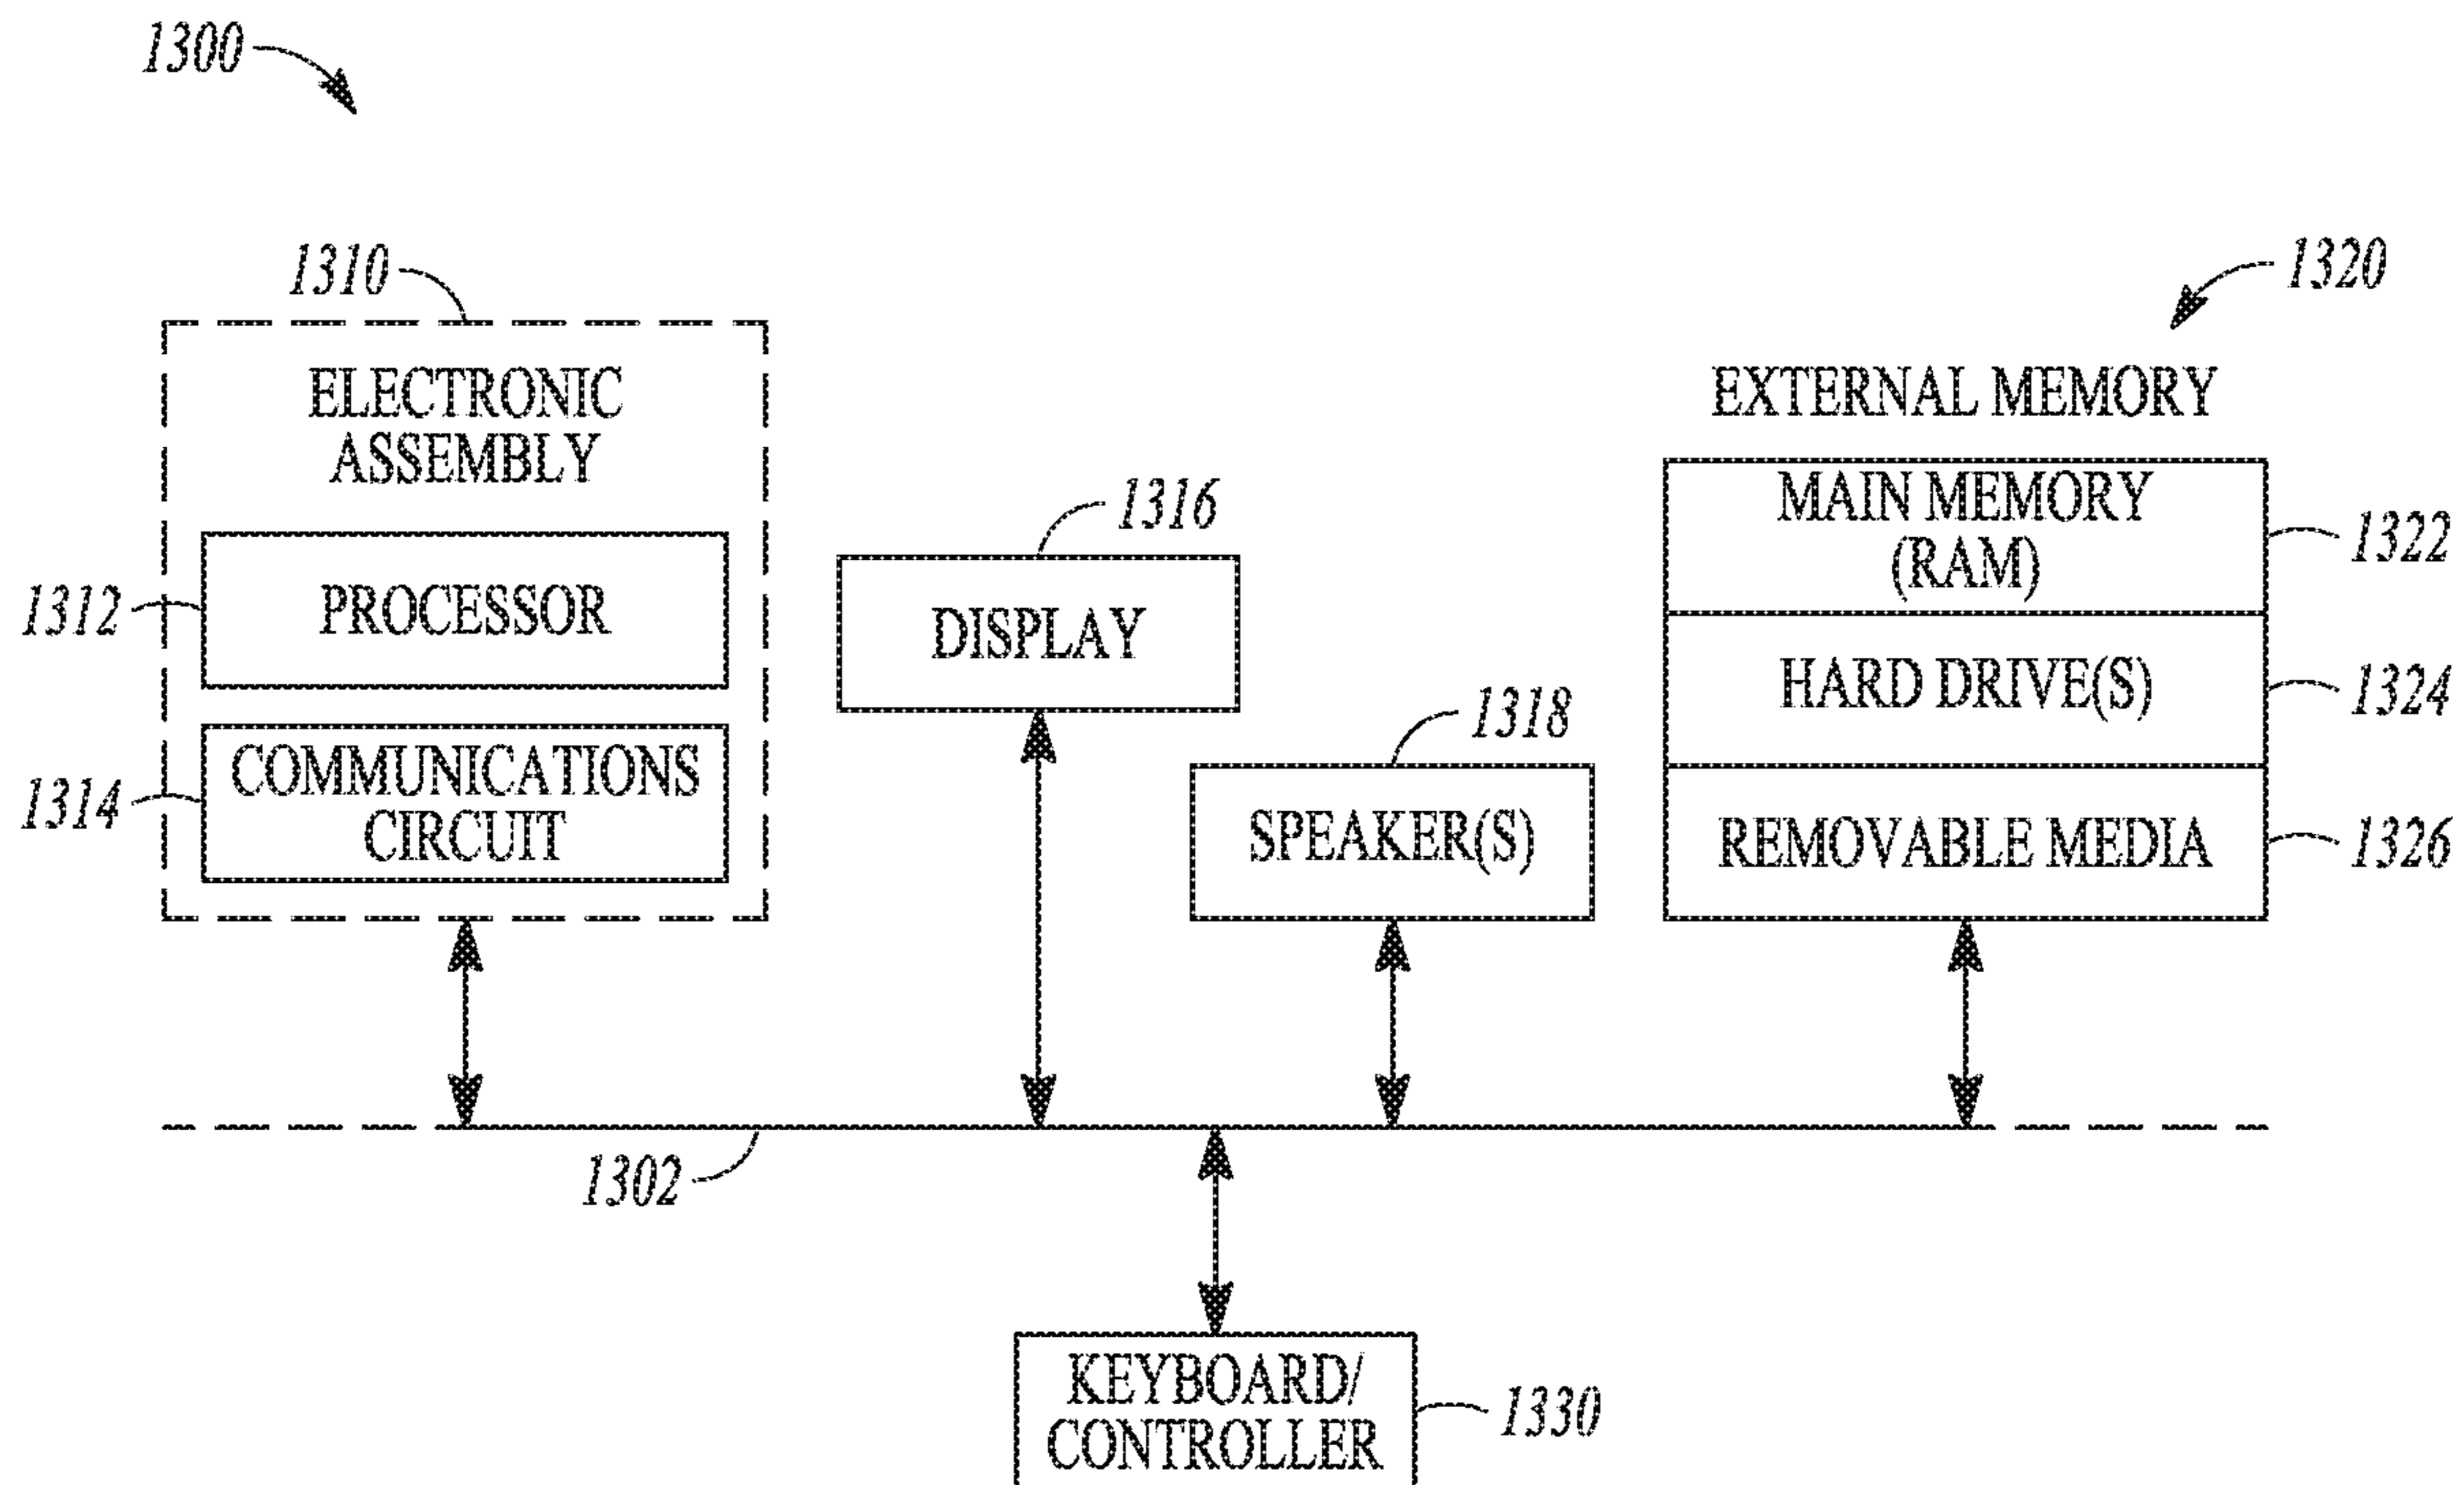 1300
1310
1320
ELECTRONIC
ASSEMBLY
EXTERNAL MEMORY
1316
MAIN MEMORY
(RAM)
1322
1312
PROCESSOR
DISPLAY
HARD DRIVE(S)
1324
1318
1314
COMMUNICATIONS
CIRCUIT
SPEAKER(S)
REMOVABLE MEDIA
1326
1302
KEYBOARD/
CONTROLLER
1330